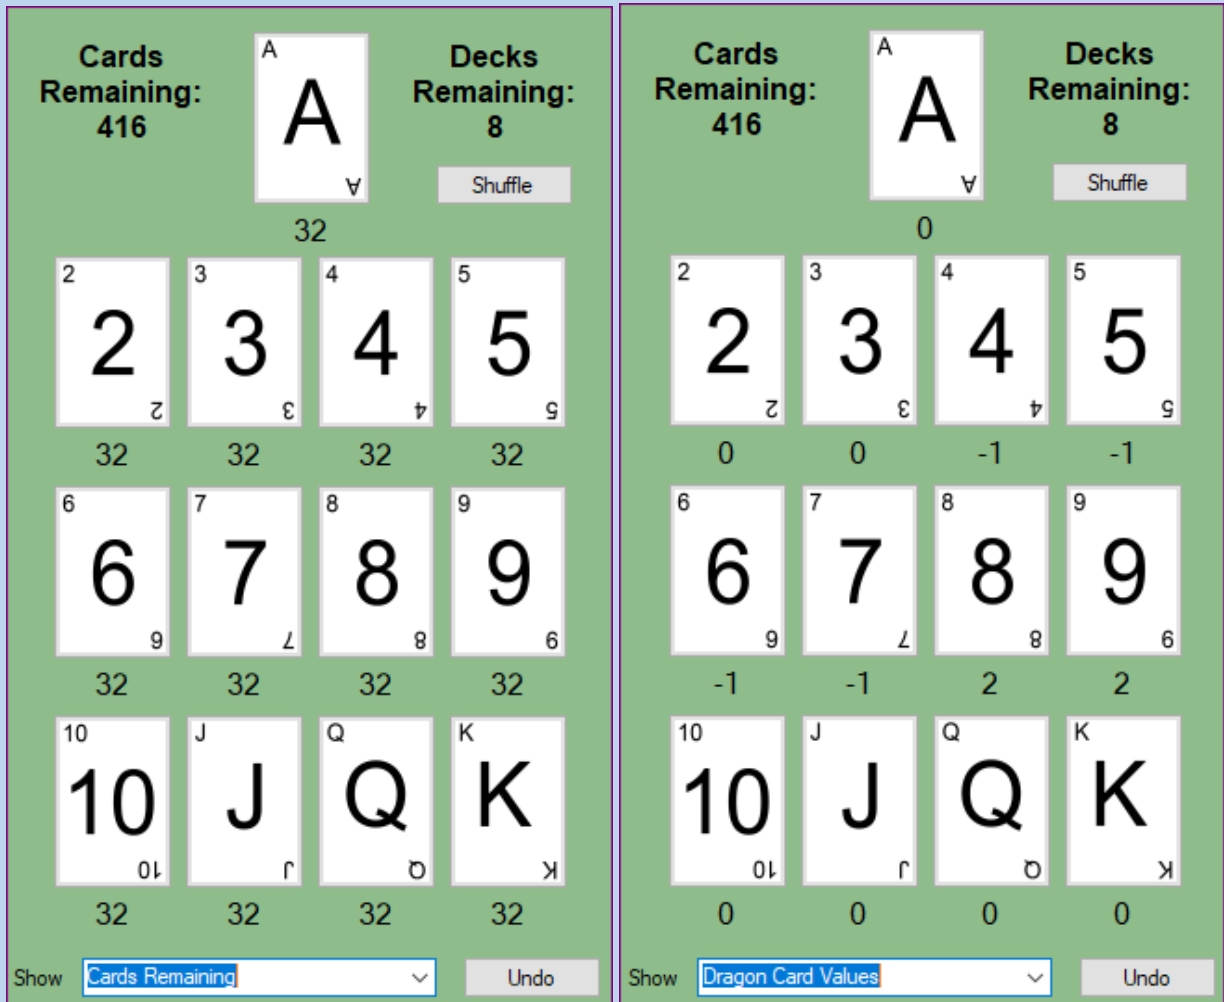 Cards
Remaining:
416
A
A
A
Decks
Remaining:
8
Shuffle
32
2
2
2
3
3
3
4
4
4
5
5
5
32 32 32 32
6
6
6
7
7
7
8
8
8
9
9
9
32 32 32 32
10
10
10
J
J
J
Q
Q
Q
K
K
K
32 32 32 32
Show Cards Remaining Undo
Cards
Remaining:
416
A
A
A
Decks
Remaining:
8
Shuffle
0
2
2
2
3
3
3
4
4
4
5
5
5
0 0 -1 -1
6
6
6
7
7
7
8
8
8
9
9
9
-1 -1 2 2
10
10
10
J
J
J
Q
Q
Q
K
K
K
0 0 0 0
Show Dragon Card Values Undo